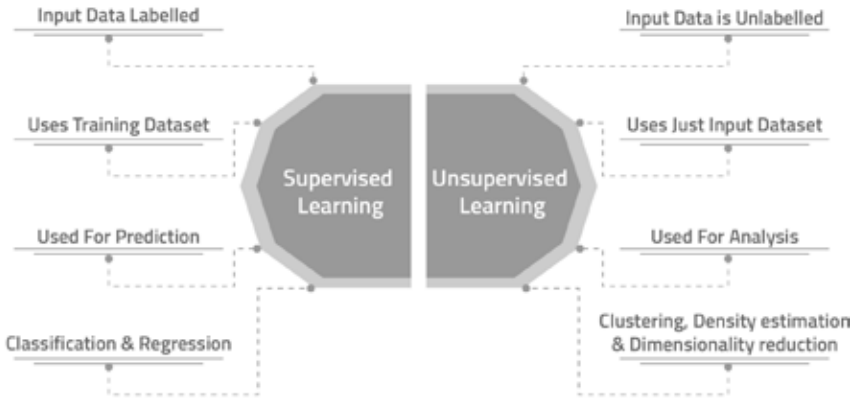 Input Data Labelled
Uses Training Dataset
Used For Prediction
Classification & Regression
Supervised
Learning
Unsupervised
Learning
Input Data is Unlabelled
Uses Just Input Dataset
Used For Analysis
Clustering, Density estimation
& Dimensionality reduction